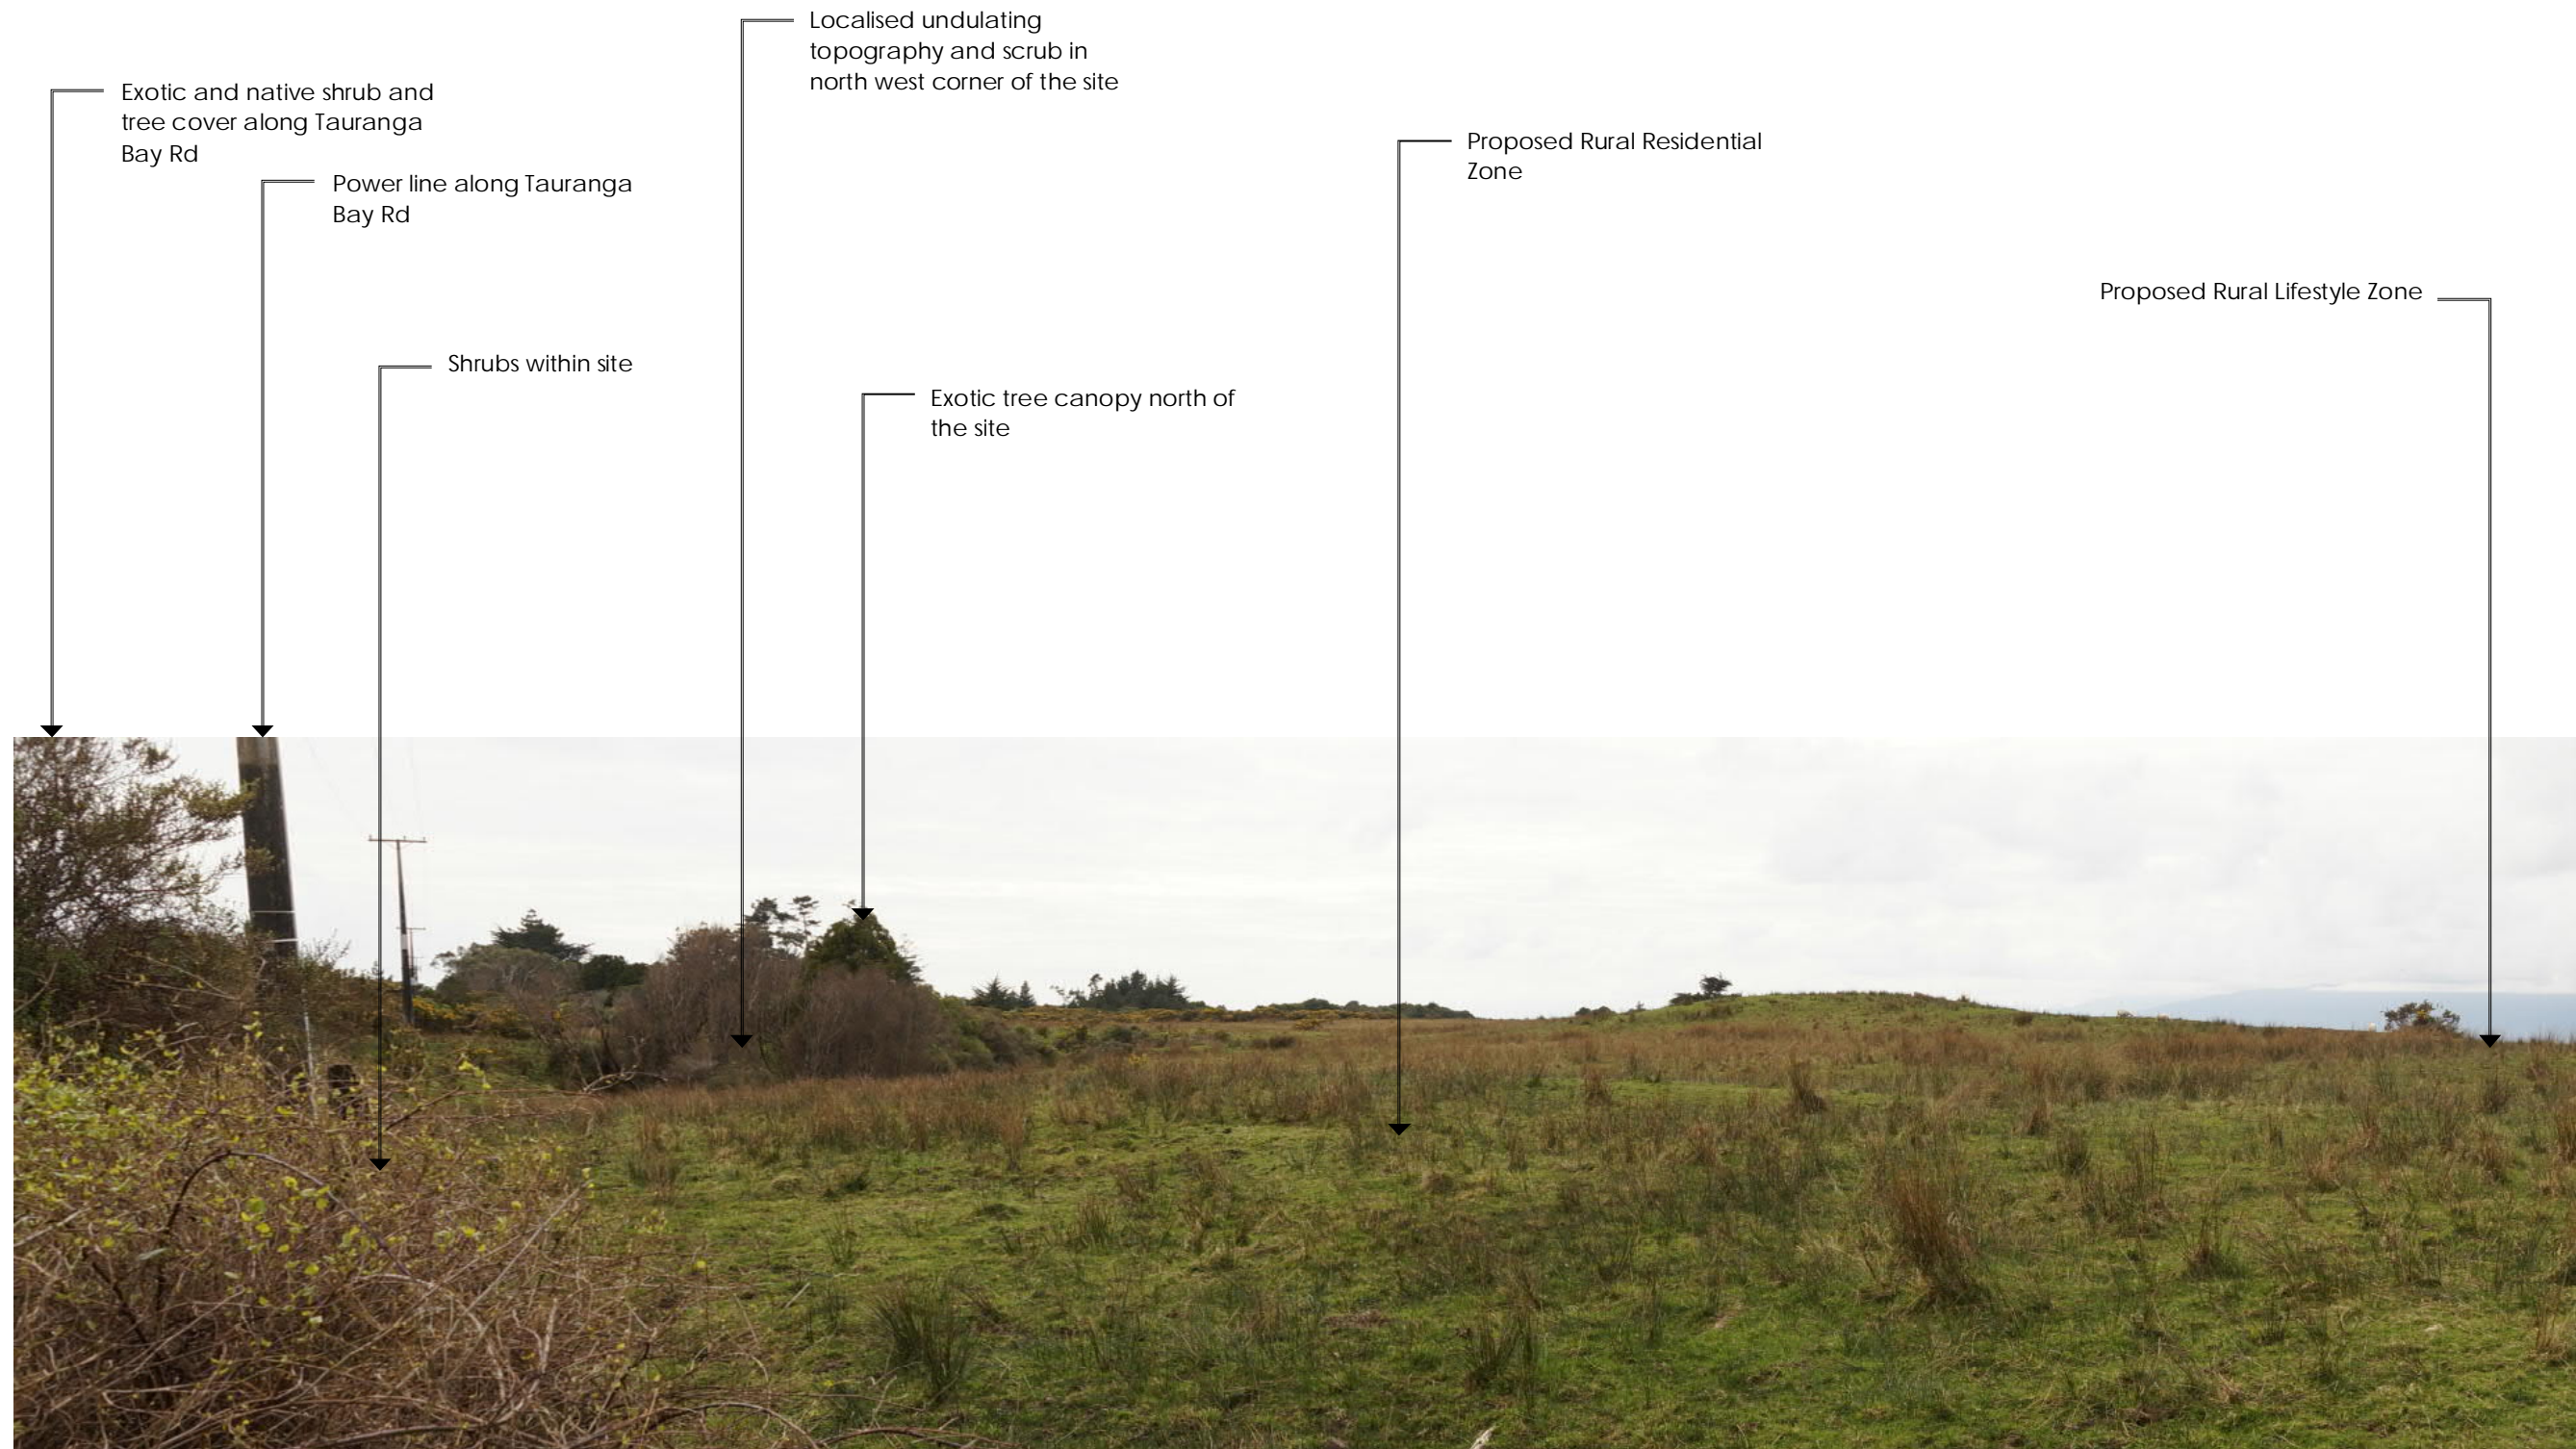 Localised undulating
topography and scrub in
north west corner of the site
Exotic and native shrub and
tree cover along Tauranga
Bay Rd
Proposed Rural Residential
Zone
Power line along Tauranga
Bay Rd
Proposed Rural Lifestyle Zone
Shrubs within site
Exotic tree canopy north of
the site